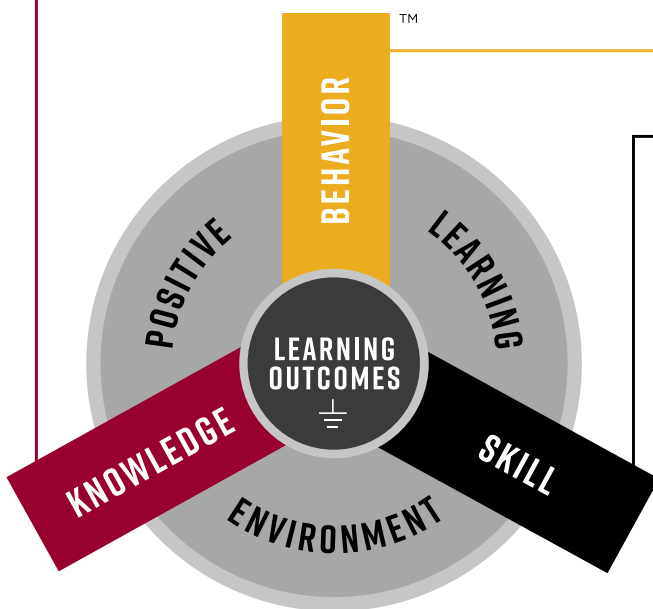 ™
BEHAVIOR
POSITIVE
LEARNING
LEARNING
OUTCOMES
KNOWLEDGE
SKILL
ENVIRONMENT